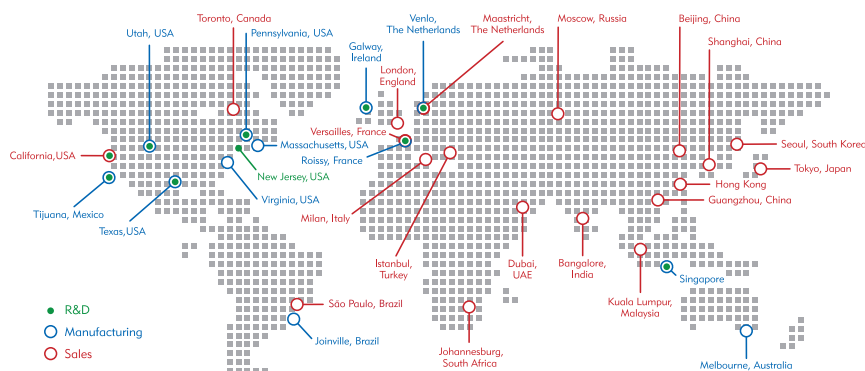 Toronto, Canada
Utah, USA
Pennsylvania, USA
Galway,
Ireland
London,
England
Venlo,
The Netherlands
Maastricht,
The Netherlands
Moscow, Russia
Beijing, China
Shanghai, China
Versailles, France
Roissy, France
Massachusetts, USA
California,USA
New Jersey, USA
Seoul, South Korea
Tokyo, Japan
Hong Kong
Guangzhou, China
Tijuana, Mexico
Texas,USA
Virginia, USA
Milan, Italy
Istanbul,
Turkey
Dubai,
UAE
Bangalore,
India
Kuala Lumpur,
Malaysia
Singapore
R&D
Manufacturing
Sales
São Paulo, Brazil
Joinville, Brazil
Johannesburg,
South Africa
Melbourne, Australia